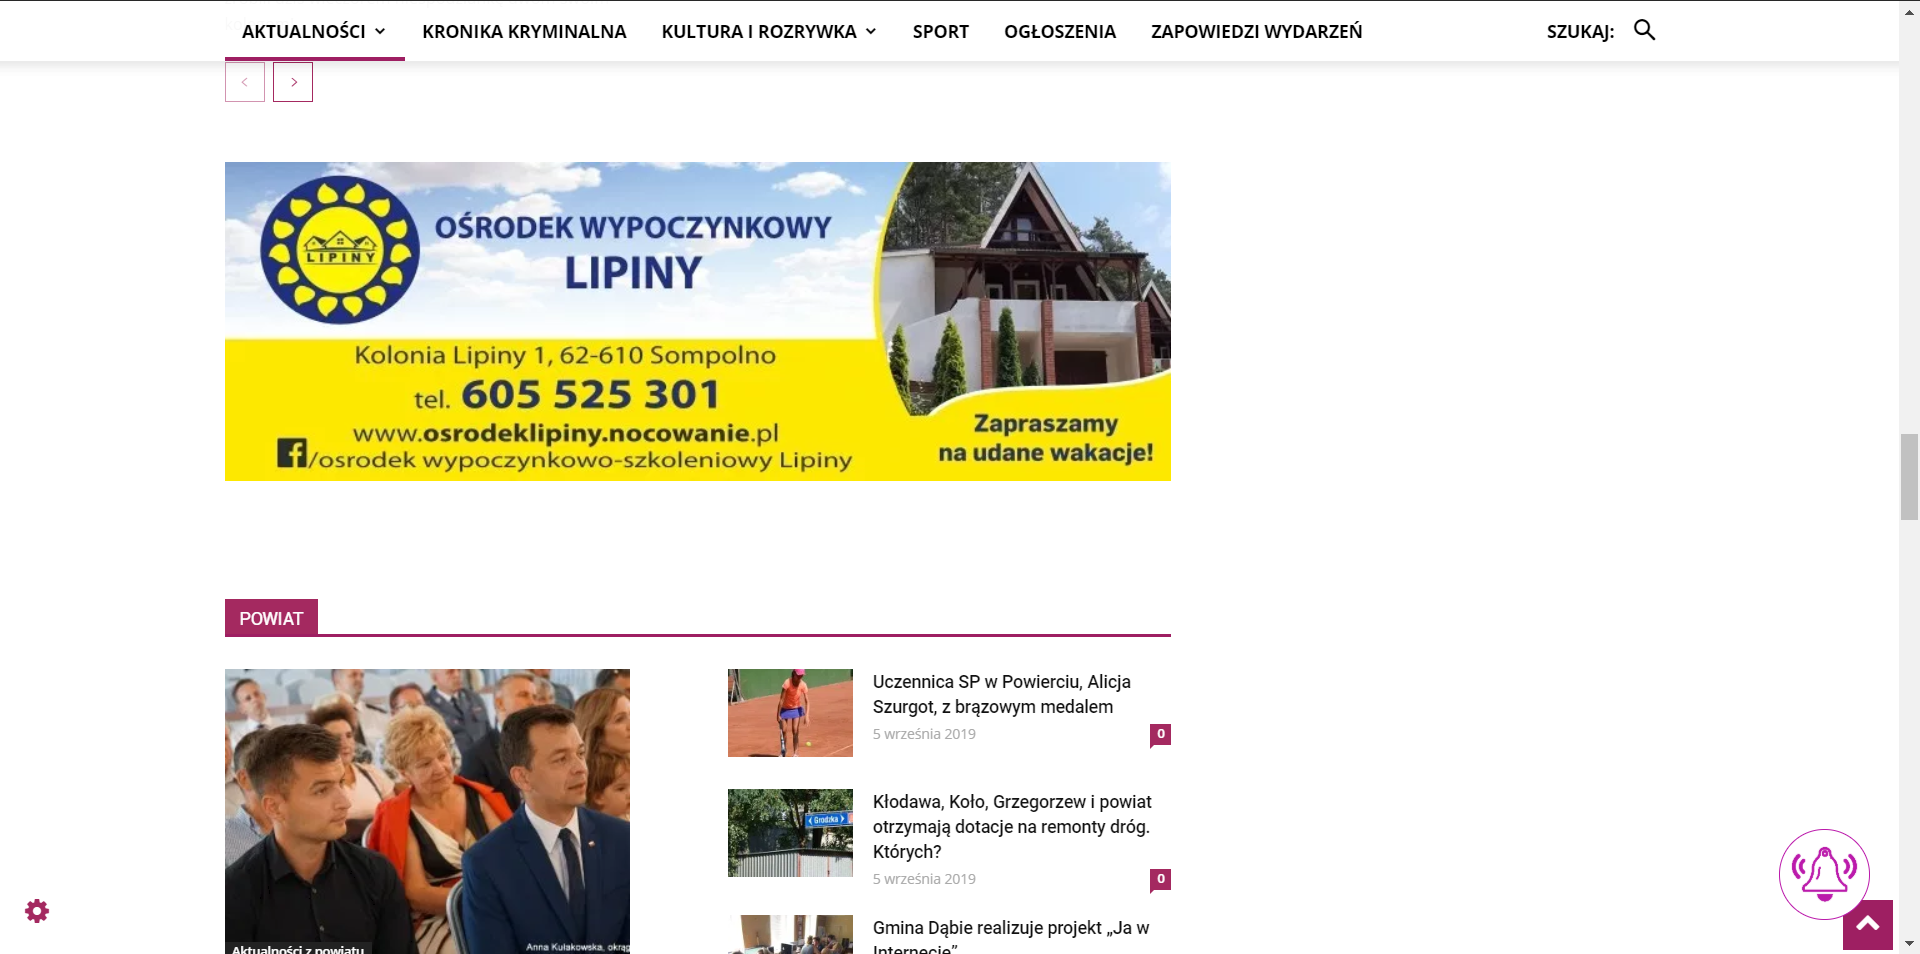 AKTUALNOŚCI
KRONIKA KRYMINALNA
KULTURA I ROZRYWKA
SPORT
OGŁOSZENIA
ZAPOWIEDZI WYDARZEŃ
SZUKAJ:
LIPINY
OŚRODEK WYPOCZYNKOWY
LIPINY
Kolonia Lipiny 1, 62-610 Sompolno
tel. 605 525 301
www.osrodeklipiny.nocowanie.pl
/osrodek wypoczynkowo-szkoleniowy Lipiny
Zapraszamy
na udane wakacje!
POWIAT
Anna Kułakowska, okrąg
Aktualności z powiatu
Uczennica SP w Powierciu, Alicja
Szurgot, z brązowym medalem
5 września 2019
0
Grodzka
Kłodawa, Koło, Grzegorzew i powiat
otrzymają dotacje na remonty dróg.
Których?
5 września 2019
0
Gmina Dąbie realizuje projekt „Ja w
Internecie”